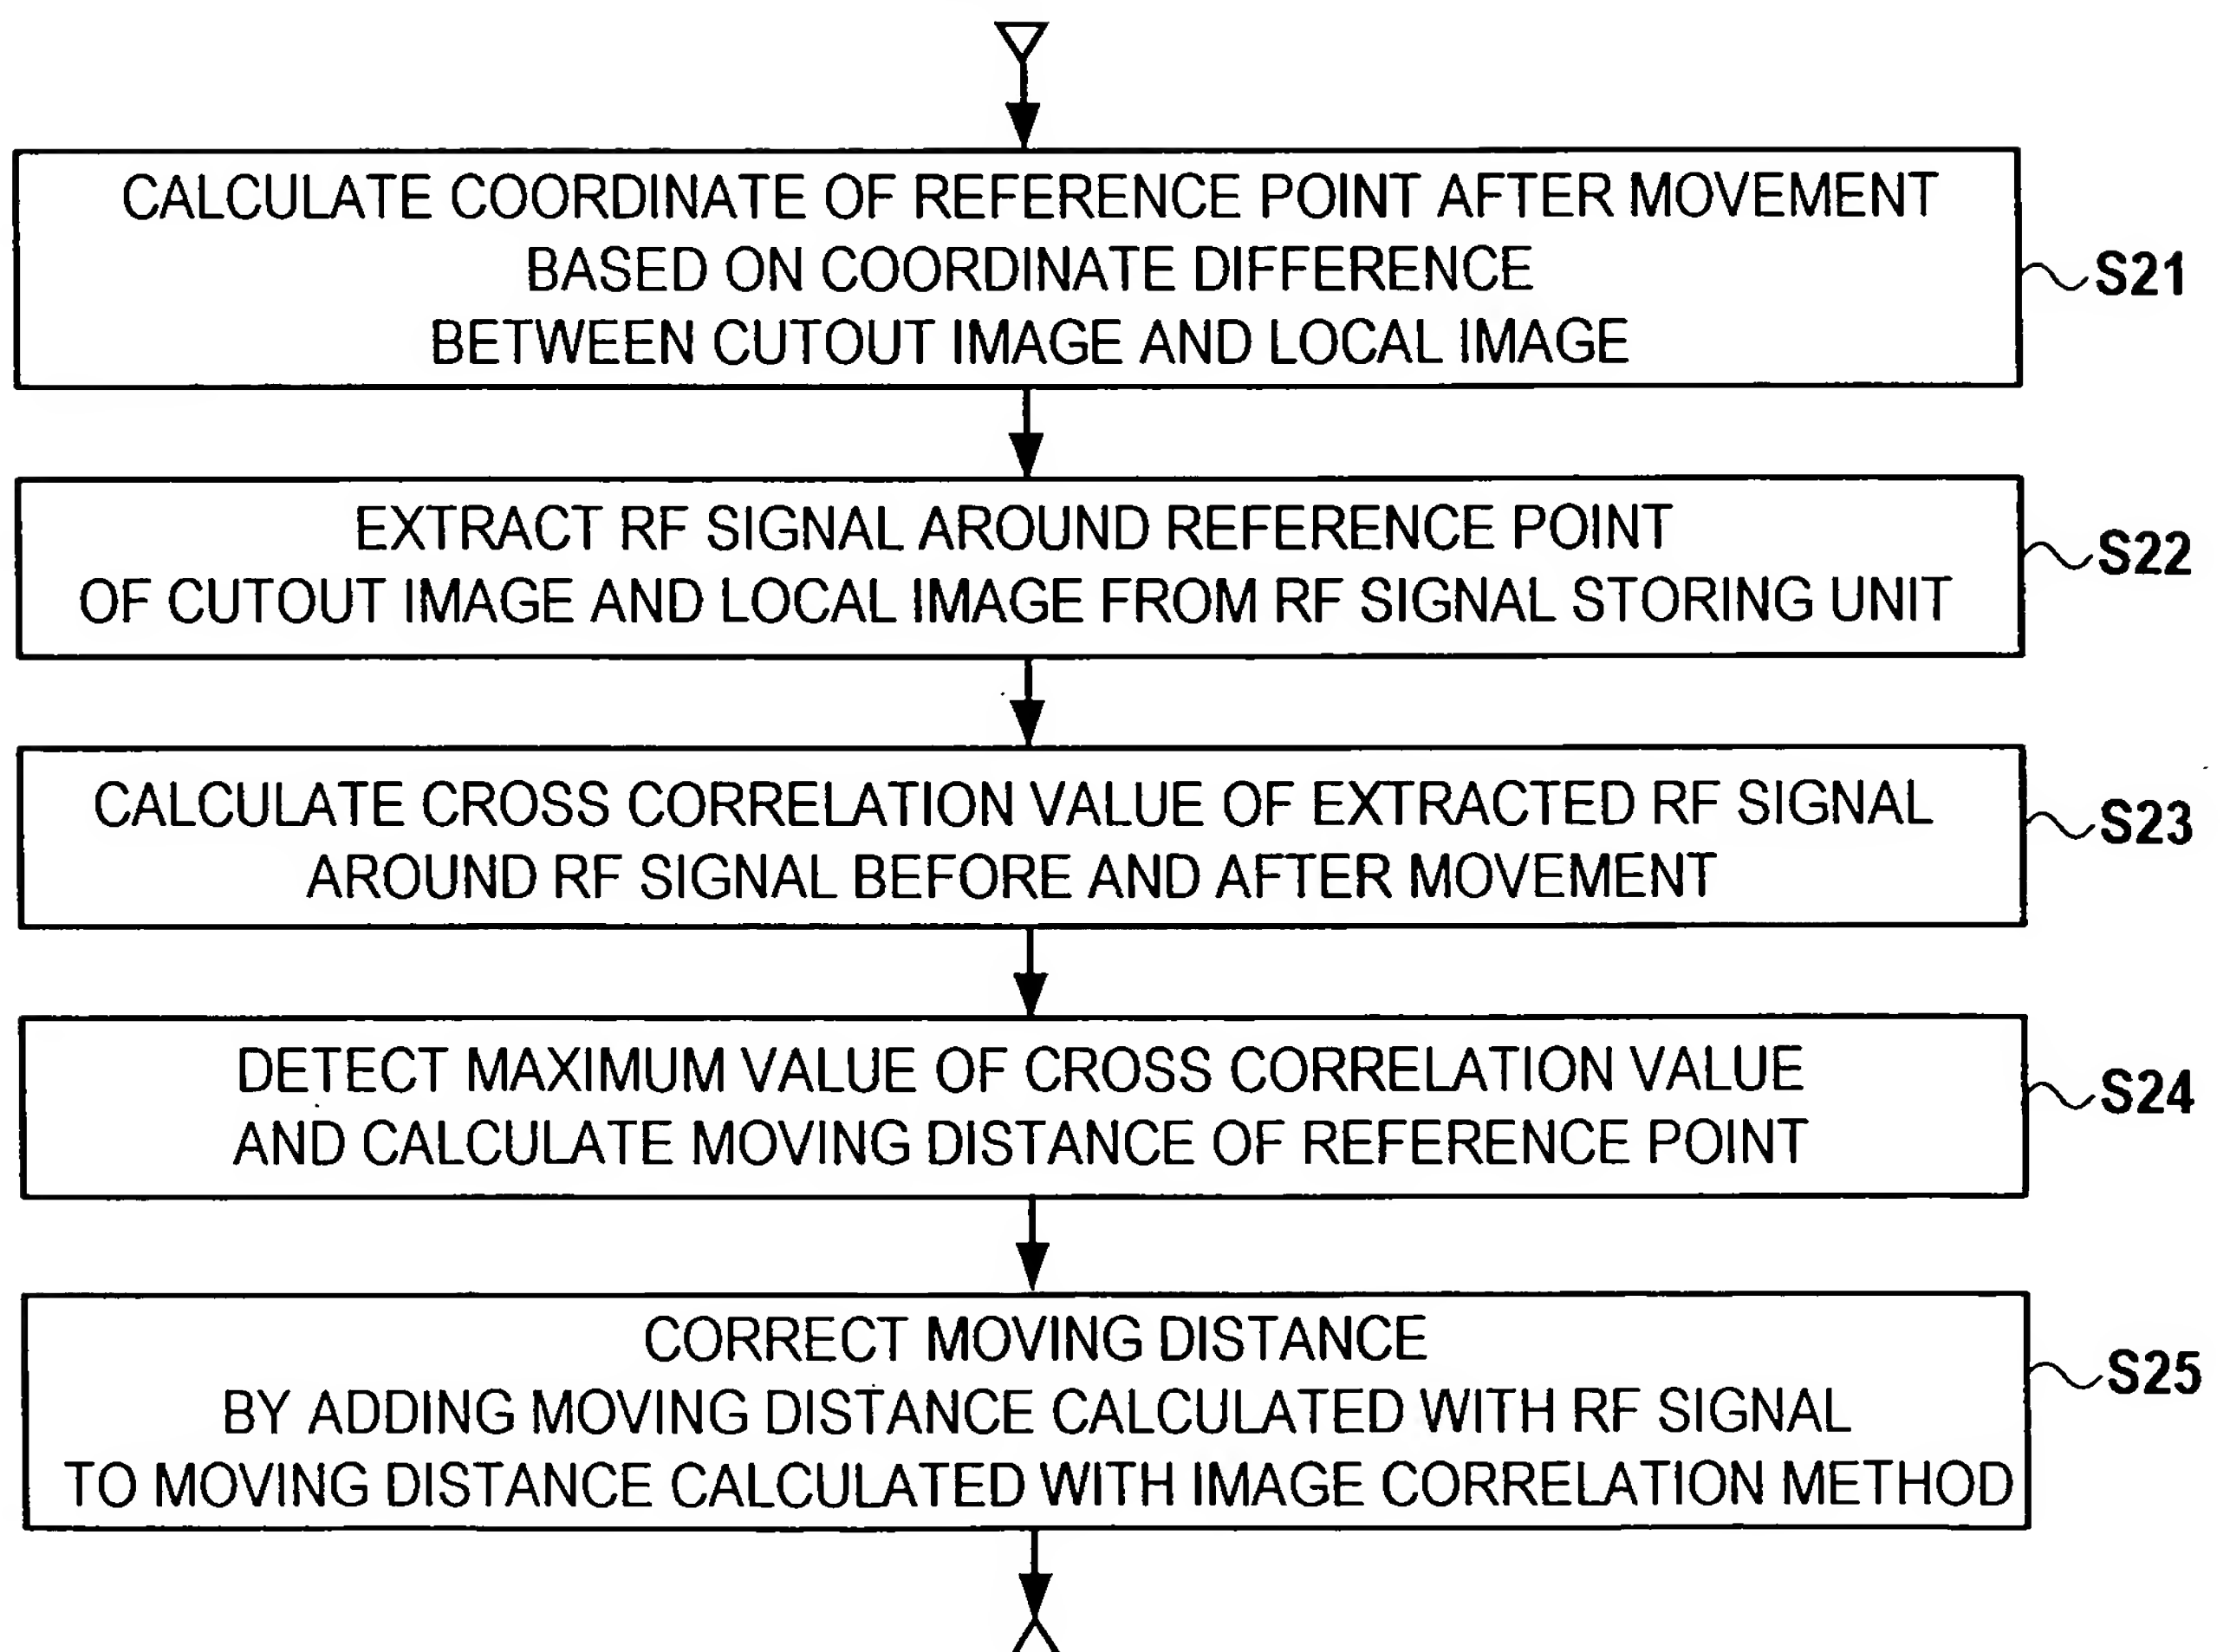 CALCULATE COORDINATE OF REFERENCE POINT AFTER MOVEMENT
BASED ON COORDINATE DIFFERENCE
BETWEEN CUTOUT IMAGE AND LOCAL IMAGE
S21
EXTRACT RF SIGNAL AROUND REFERENCE POINT
OF CUTOUT IMAGE AND LOCAL IMAGE FROM RF SIGNAL STORING UNIT
S22
CALCULATE CROSS CORRELATION VALUE OF EXTRACTED RF SIGNAL
AROUND RF SIGNAL BEFORE AND AFTER MOVEMENT
S23
DETECT MAXIMUM VALUE OF CROSS CORRELATION VALUE
AND CALCULATE MOVING DISTANCE OF REFERENCE POINT
S24
CORRECT MOVING DISTANCE
BY ADDING MOVING DISTANCE CALCULATED WITH RF SIGNAL
TO MOVING DISTANCE CALCULATED WITH IMAGE CORRELATION METHOD
S25